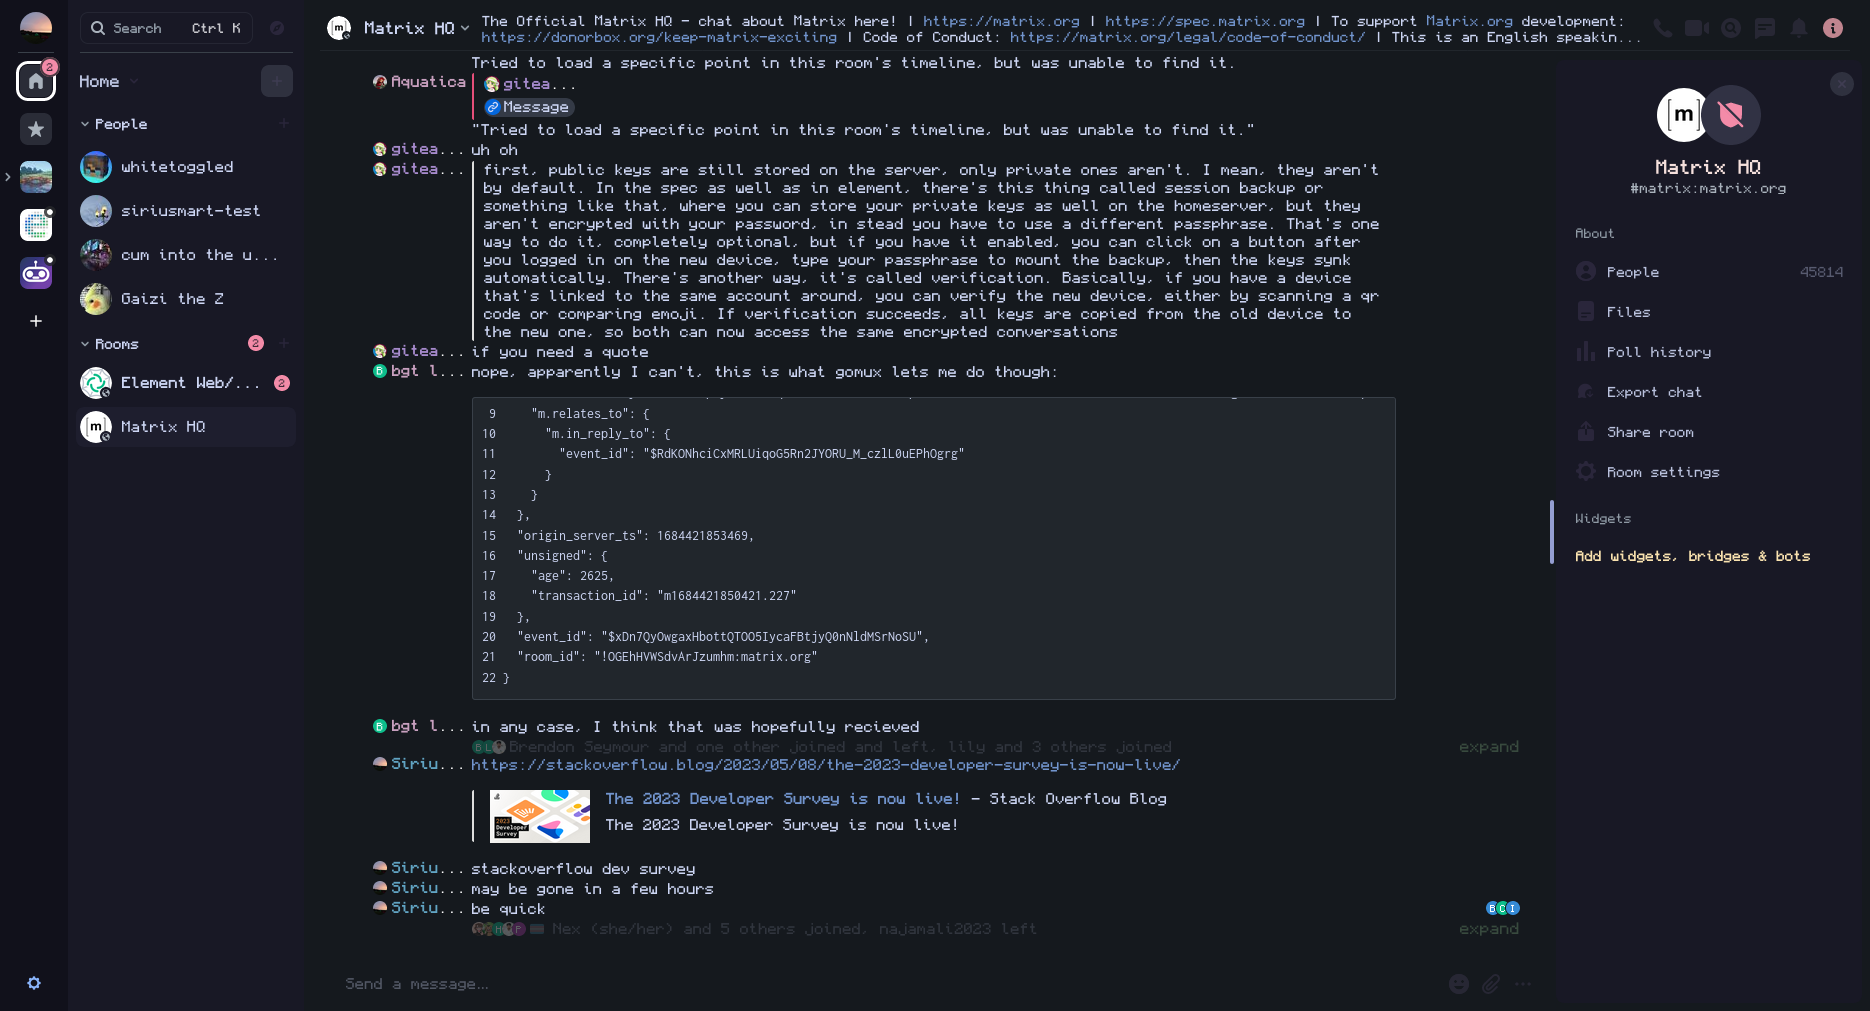 Search Ctrl K
Home
2
People
whitetoggled
siriusmart-test
cum into the u...
Gaizi the Z
Rooms 2
Element Web/... 2
Matrix HQ
Matrix HQ
The Official Matrix HQ - chat about Matrix here! | https://matrix.org | https://spec.matrix.org | To support Matrix.org development:
https://donorbox.org/keep-matrix-exciting | Code of Conduct: https://matrix.org/legal/code-of-conduct/ | This is an English speakin...
Tried to load a specific point in this room's timeline, but was unable to find it.
Aquatica gitea...
Message
"Tried to load a specific point in this room's timeline, but was unable to find it."
gitea... uh oh
gitea... first, public keys are still stored on the server, only private ones aren't. I mean, they aren't
by default. In the spec as well as in element, there's this thing called session backup or
something like that, where you can store your private keys as well on the homeserver, but they
aren't encrypted with your password, in stead you have to use a different passphrase. That's one
way to do it, completely optional, but if you have it enabled, you can click on a button after
you logged in on the new device, type your passphrase to mount the backup, then the keys synk
automatically. There's another way, it's called verification. Basically, if you have a device
that's linked to the same account around, you can verify the new device, either by scanning a qr
code or comparing emoji. If verification succeeds, all keys are copied from the old device to
the new one, so both can now access the same encrypted conversations
gitea... if you need a quote
bgt l... nope, apparently I can't, this is what gomux lets me do though:
9 "m.relates_to": {
10 "m.in_reply_to": {
11 "event_id": "$RdKONhciCxMRLUiqoG5Rn2JYORU_M_czlL0uEPhOgrg"
12 }
13 }
14 },
15 "origin_server_ts": 1684421853469,
16 "unsigned": {
17 "age": 2625,
18 "transaction_id": "m1684421850421.227"
19 },
20 "event_id": "$xDn7QyOwgaxHbottQTOO5IycaFBtjyQ0nNldMSrNoSU",
21 "room_id": "!OGEhHVWSdvArJzumhm:matrix.org"
22 }
bgt l... in any case, I think that was hopefully recieved
Brendon Seymour and one other joined and left, lily and 3 others joined expand
Siriu... https://stackoverflow.blog/2023/05/08/the-2023-developer-survey-is-now-live/
2023
Developer
Survey
The 2023 Developer Survey is now live! - Stack Overflow Blog
The 2023 Developer Survey is now live!
Siriu... stackoverflow dev survey
Siriu... may be gone in a few hours
Siriu... be quick
Nex (she/her) and 5 others joined, najamali2023 left expand
Send a message...
[m]
Matrix HQ
#matrix:matrix.org
About
People 45814
Files
Poll history
Export chat
Share room
Room settings
Widgets
Add widgets, bridges & bots